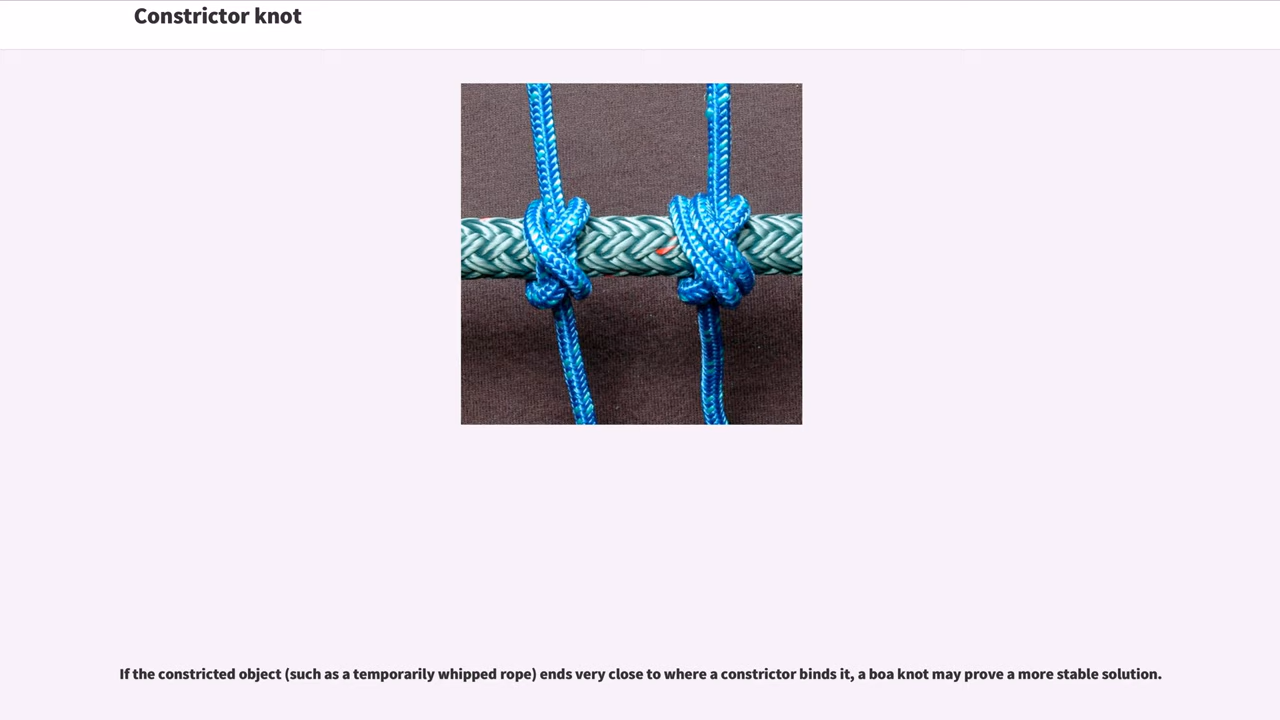 Constrictor knot
If the constricted object (such as a temporarily whipped rope) ends very close to where a constrictor binds it, a boa knot may prove a more stable solution.